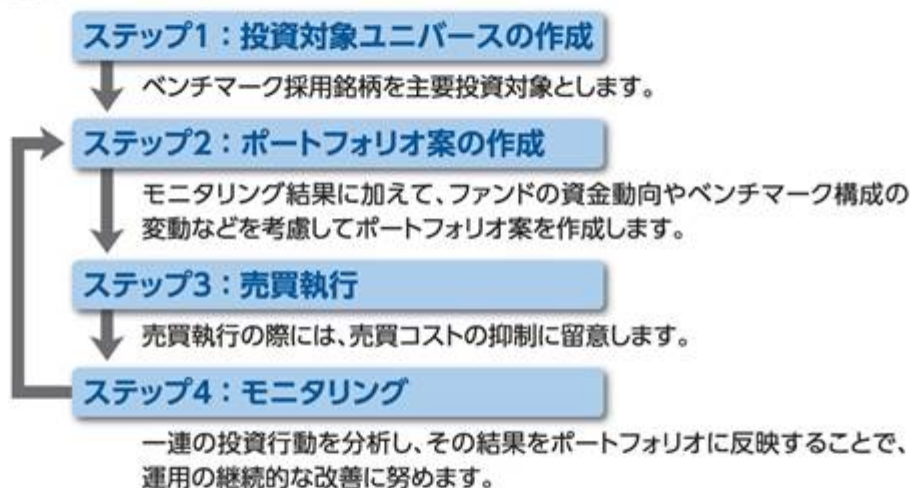 ステップ1：投資対象ユニバースの作成
ベンチマーク採用銘柄を主要投資対象とします。
ステップ2：ポートフォリオ案の作成
モニタリング結果に加えて、ファンドの資金動向やベンチマーク構成の
変動などを考慮してポートフォリオ案を作成します。
ステップ3：売買執行
売買執行の際には、売買コストの抑制に留意します。
ステップ4：モニタリング
一連の投資行動を分析し、その結果をポートフォリオに反映することで、
運用の継続的な改善に努めます。